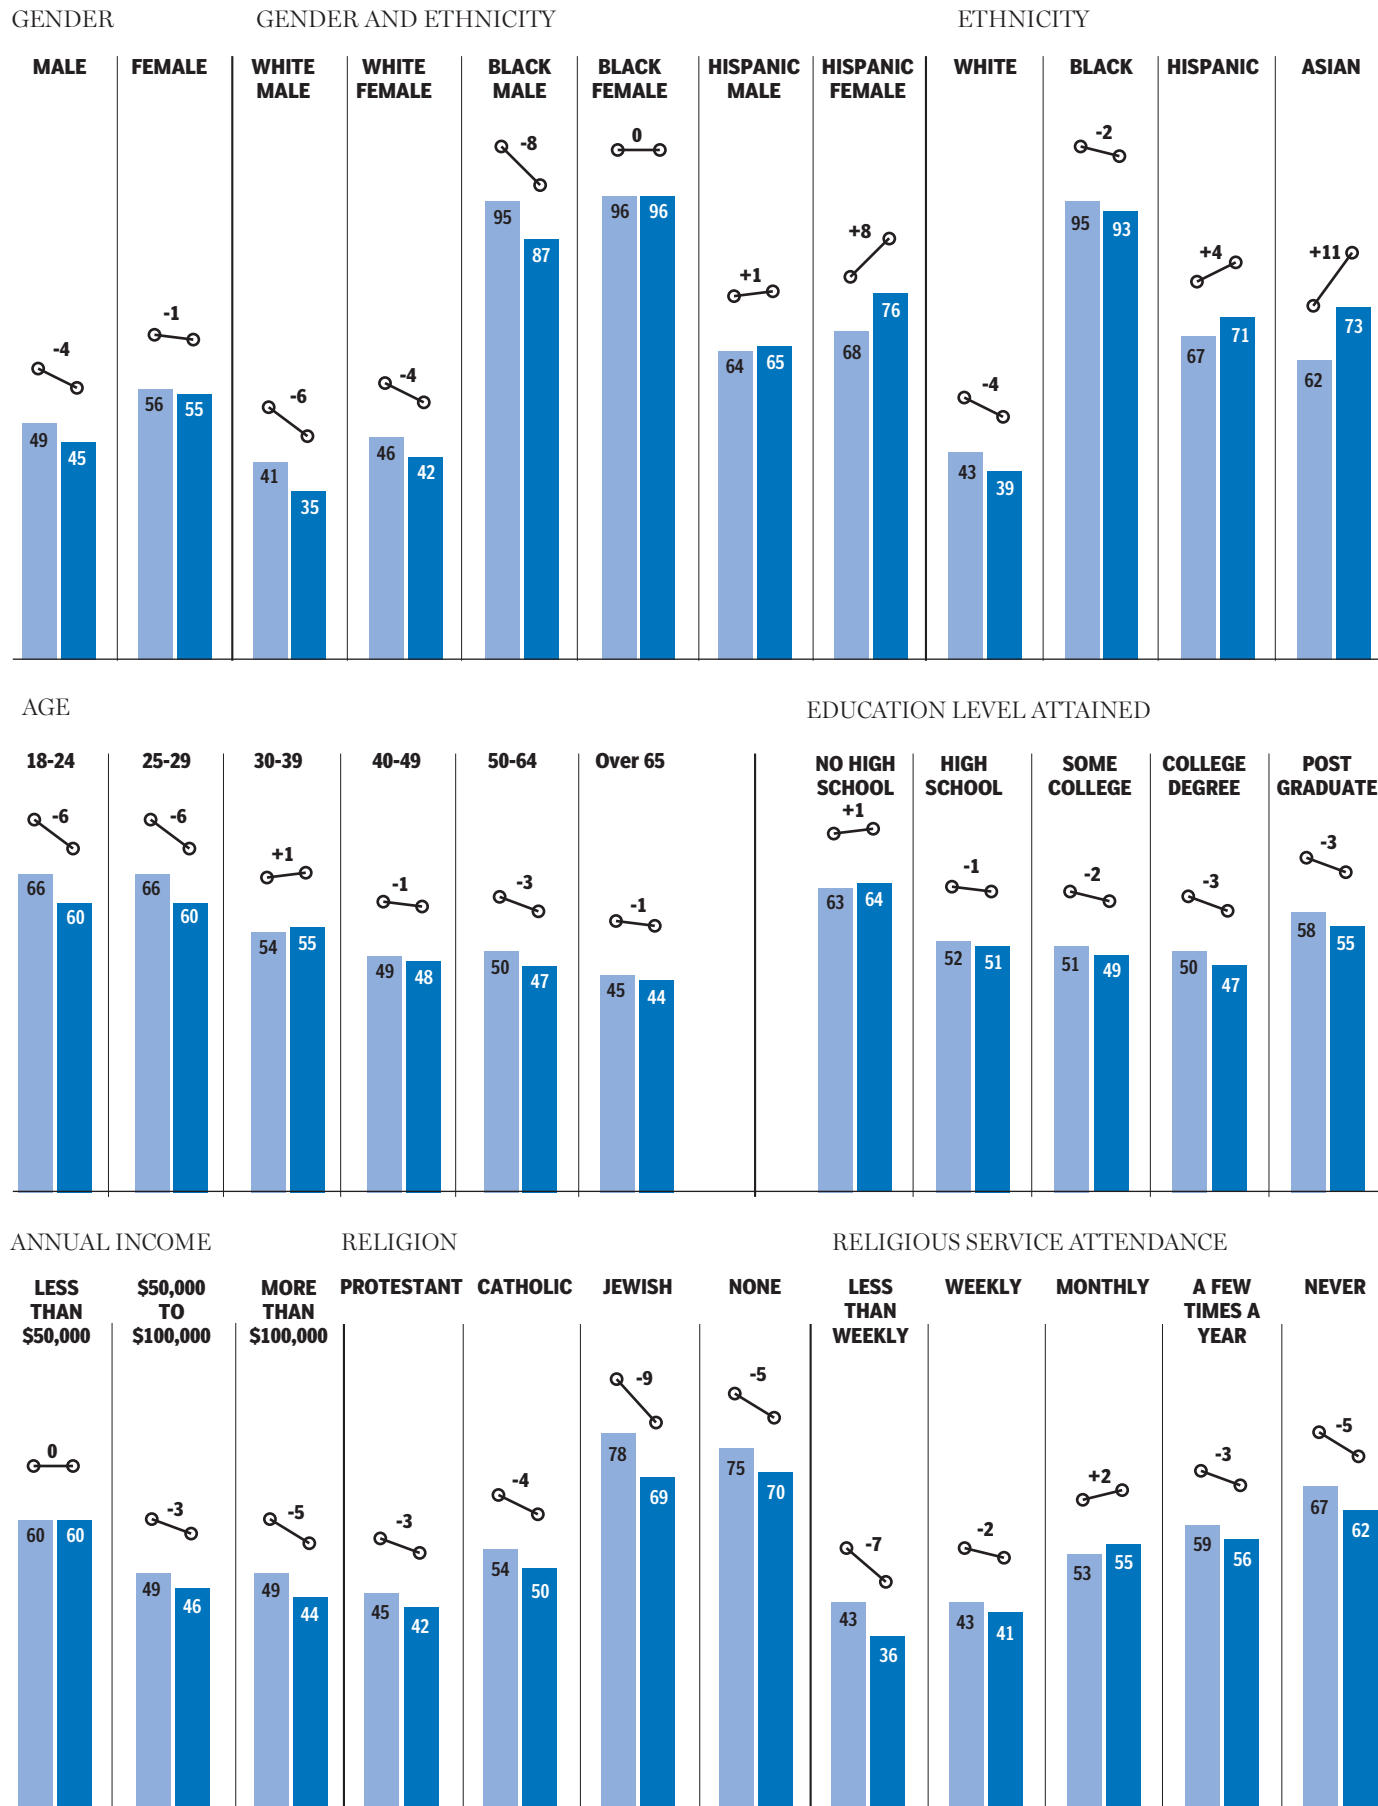 GENDER
GENDER AND ETHNICITY
ETHNICITY
MALE
FEMALE
WHITE
MALE
WHITE
FEMALE
BLACK
MALE
BLACK
FEMALE
HISPANIC
MALE
HISPANIC
FEMALE
WHITE
BLACK
HISPANIC
ASIAN
-4
49
45
-1
56
55
-6
41
35
-4
46
42
-8
95
87
0
96
96
+1
64
65
+8
68
76
-4
43
39
-2
95
93
+4
67
71
+11
62
73
AGE
EDUCATION LEVEL ATTAINED
18-24
25-29
30-39
40-49
50-64
Over 65
NO HIGH
SCHOOL
HIGH
SCHOOL
SOME
COLLEGE
COLLEGE
DEGREE
POST
GRADUATE
-6
66
60
-6
66
60
+1
54
55
-1
49
48
-3
50
47
-1
45
44
+1
63
64
-1
52
51
-2
51
49
-3
50
47
-3
58
55
ANNUAL INCOME
RELIGION
RELIGIOUS SERVICE ATTENDANCE
LESS
THAN
$50,000
$50,000
TO
$100,000
MORE
THAN
$100,000
PROTESTANT
CATHOLIC
JEWISH
NONE
LESS
THAN
WEEKLY
WEEKLY
MONTHLY
A FEW
TIMES A
YEAR
NEVER
0
60
60
-3
49
46
-5
49
44
-3
45
42
-4
54
50
-9
78
69
-5
75
70
-7
43
36
-2
43
41
+2
53
55
-3
59
56
-5
67
62